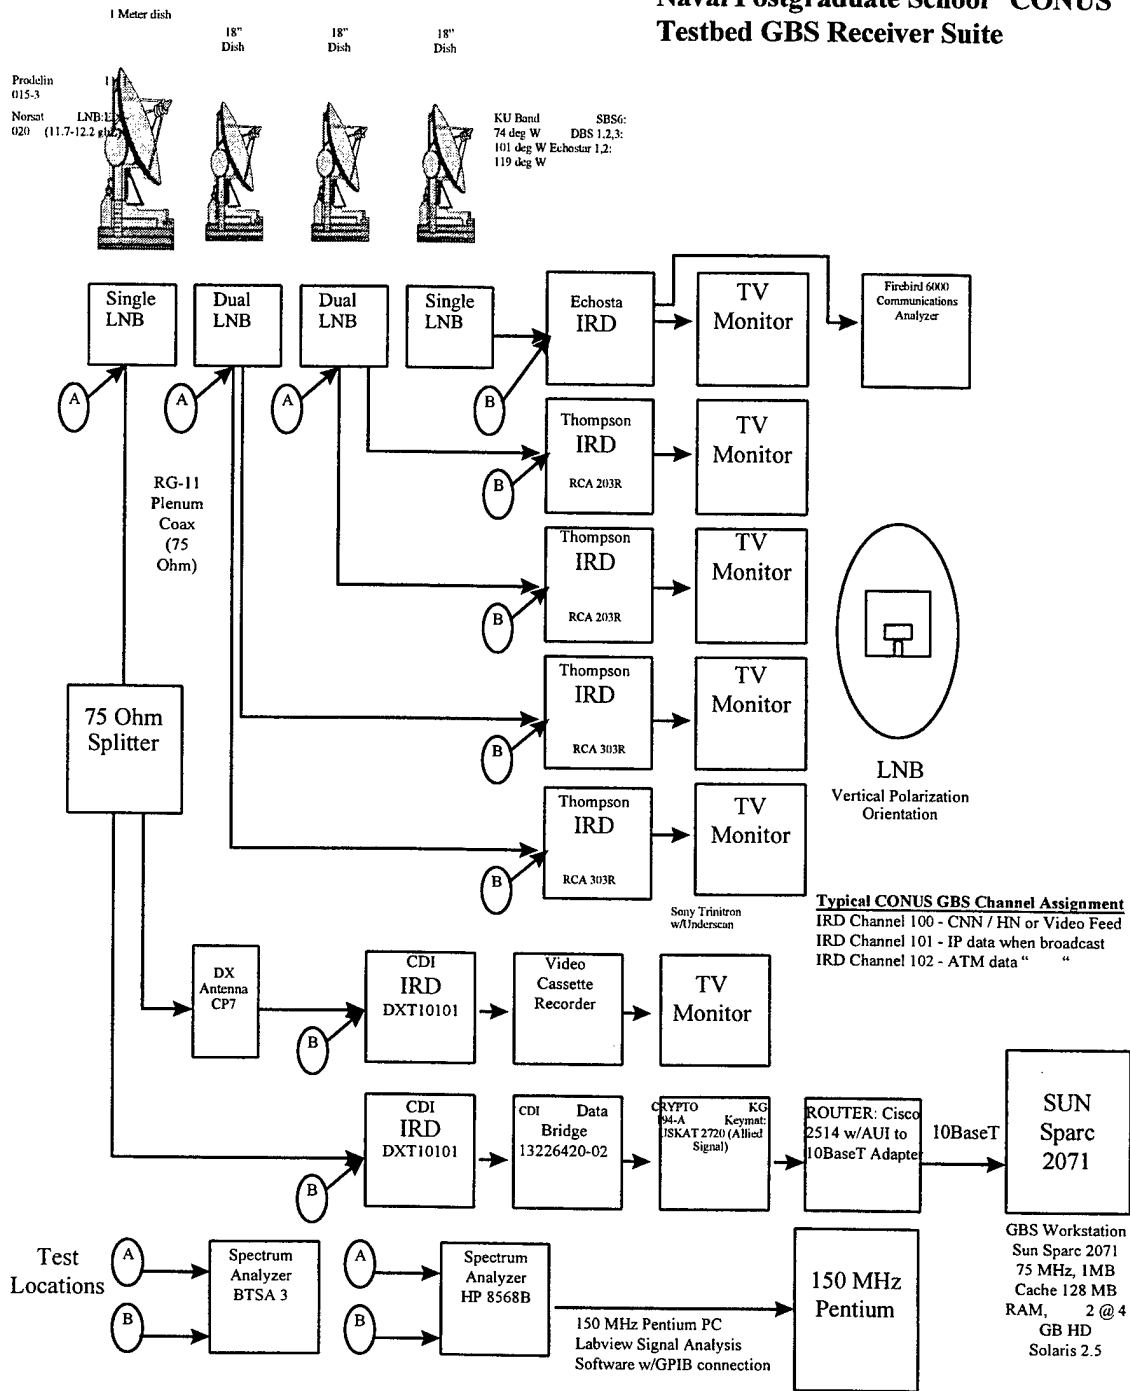 Naval Postgraduate School "CONUS"
Testbed GBS Receiver Suite
1 Meter dish
18"
Dish
18"
Dish
18"
Dish
Prodelin
015-3
Norsat LNB:
020 (11.7-12.2 ghz)
KU Band SBS6:
74 deg W DBS 1,2,3:
101 deg W Echostar 1,2:
119 deg W
Single
LNB
Dual
LNB
Dual
LNB
Single
LNB
Echosta
IRD
TV
Monitor
Firebird 6000
Communications
Analyzer
A
A
A
B
Thompson
IRD
RCA 203R
TV
Monitor
B
RG-11
Plenum
Coax
(75
Ohm)
Thompson
IRD
RCA 203R
TV
Monitor
B
75 Ohm
Splitter
Thompson
IRD
RCA 303R
TV
Monitor
B
LNB
Vertical Polarization
Orientation
Thompson
IRD
RCA 303R
TV
Monitor
B
Sony Trinitron
w/Underscan
Typical CONUS GBS Channel Assignment
IRD Channel 100 - CNN / HN or Video Feed
IRD Channel 101 - IP data when broadcast
IRD Channel 102 - ATM data " "
DX
Antenna
CP7
CDI
IRD
DXT10101
Video
Cassette
Recorder
TV
Monitor
B
CDI
IRD
DXT10101
CDI Data
Bridge
13226420-02
CRYPTO KG
194-A Keymat:
USKAT 2720 (Allied
Signal)
ROUTER: Cisco
2514 w/AUI to
10BaseT Adapter
10BaseT
SUN
Sparc
2071
B
GBS Workstation
Sun Sparc 2071
75 MHz, 1MB
Cache 128 MB
RAM, 2 @ 4
GB HD
Solaris 2.5
Test
Locations
A
B
Spectrum
Analyzer
BTSA 3
A
B
Spectrum
Analyzer
HP 8568B
150 MHz Pentium PC
Labview Signal Analysis
Software w/GPIB connection
150 MHz
Pentium